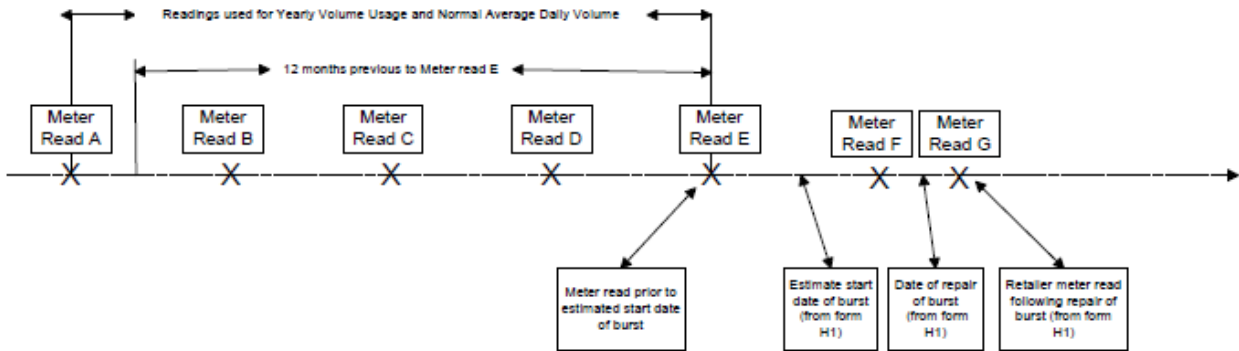 Readings used for Yearly Volume Usage and Normal Average Daily Volume
12 months previous to Meter read E
Meter
Read A
Meter
Read B
Meter
Read C
Meter
Read D
Meter
Read E
Meter
Read F
Meter
Read G
X
X
X
X
X
X
X
Meter read prior to
estimated start date
of burst
Estimate start
date of burst
(from form
H1)
Date of repair
of burst
(from form
H1)
Retailer meter read
following repair of
burst (from form
H1)